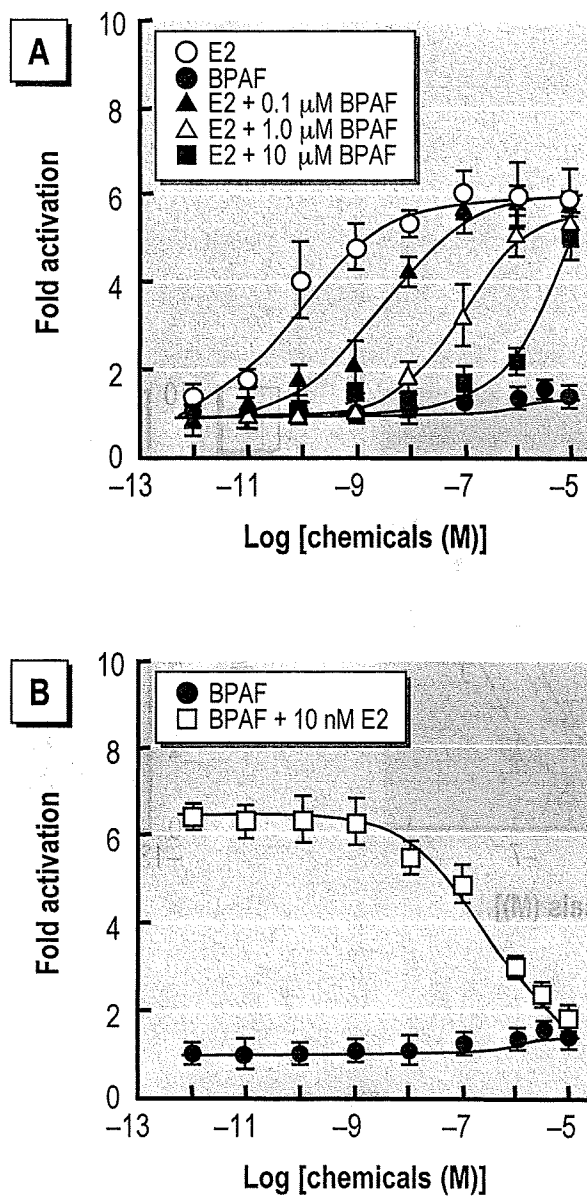 A
10
8
6
4
2
0
Fold activation
E2
BPAF
E2 + 0.1 µM BPAF
E2 + 1.0 µM BPAF
E2 + 10 µM BPAF
–13
–11
–9
–7
–5
Log [chemicals (M)]
B
10
8
6
4
2
0
Fold activation
BPAF
BPAF + 10 nM E2
–13
–11
–9
–7
–5
Log [chemicals (M)]